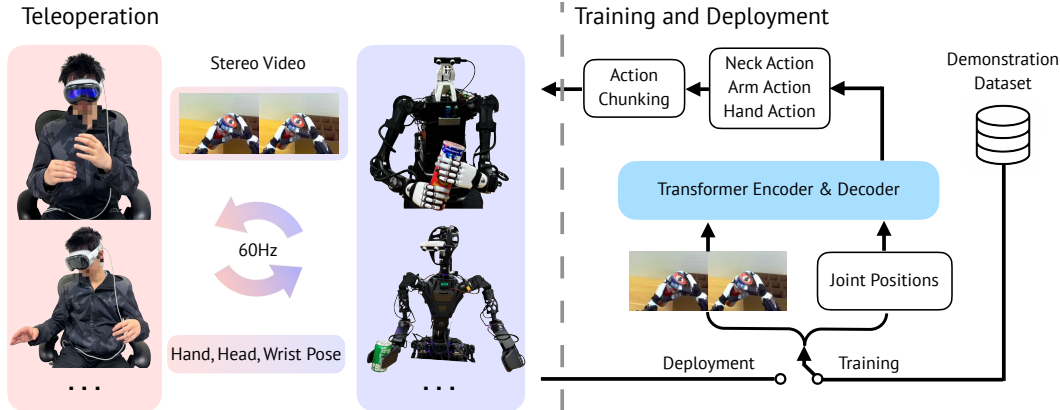 Teleoperation
Stereo Video
60Hz
Hand, Head, Wrist Pose
...
...
Training and Deployment
Action
Chunking
Neck Action
Arm Action
Hand Action
Demonstration
Dataset
Transformer Encoder & Decoder
Joint Positions
Deployment
Training